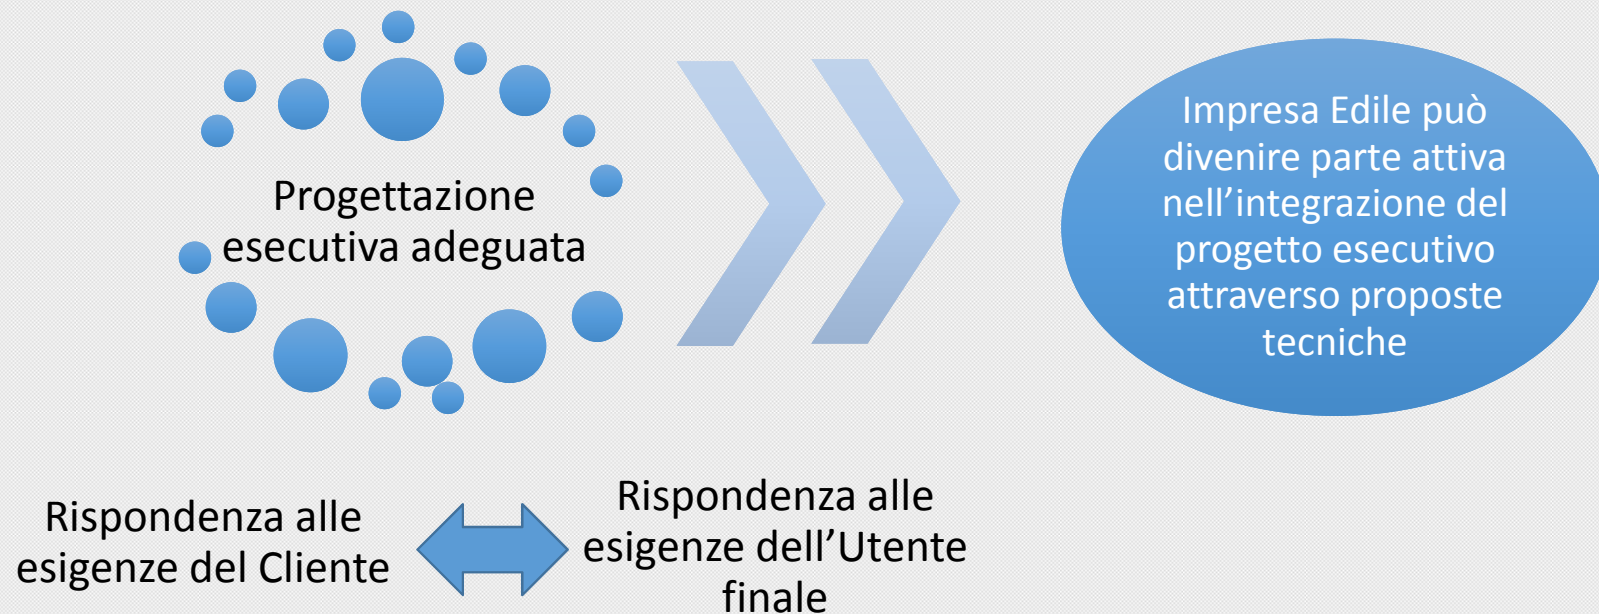 Progettazione
esecutiva adeguata
Impresa Edile può
divenire parte attiva
nell’integrazione del
progetto esecutivo
attraverso proposte
tecniche
Rispondenza alle
esigenze del Cliente
Rispondenza alle
esigenze dell’Utente
finale